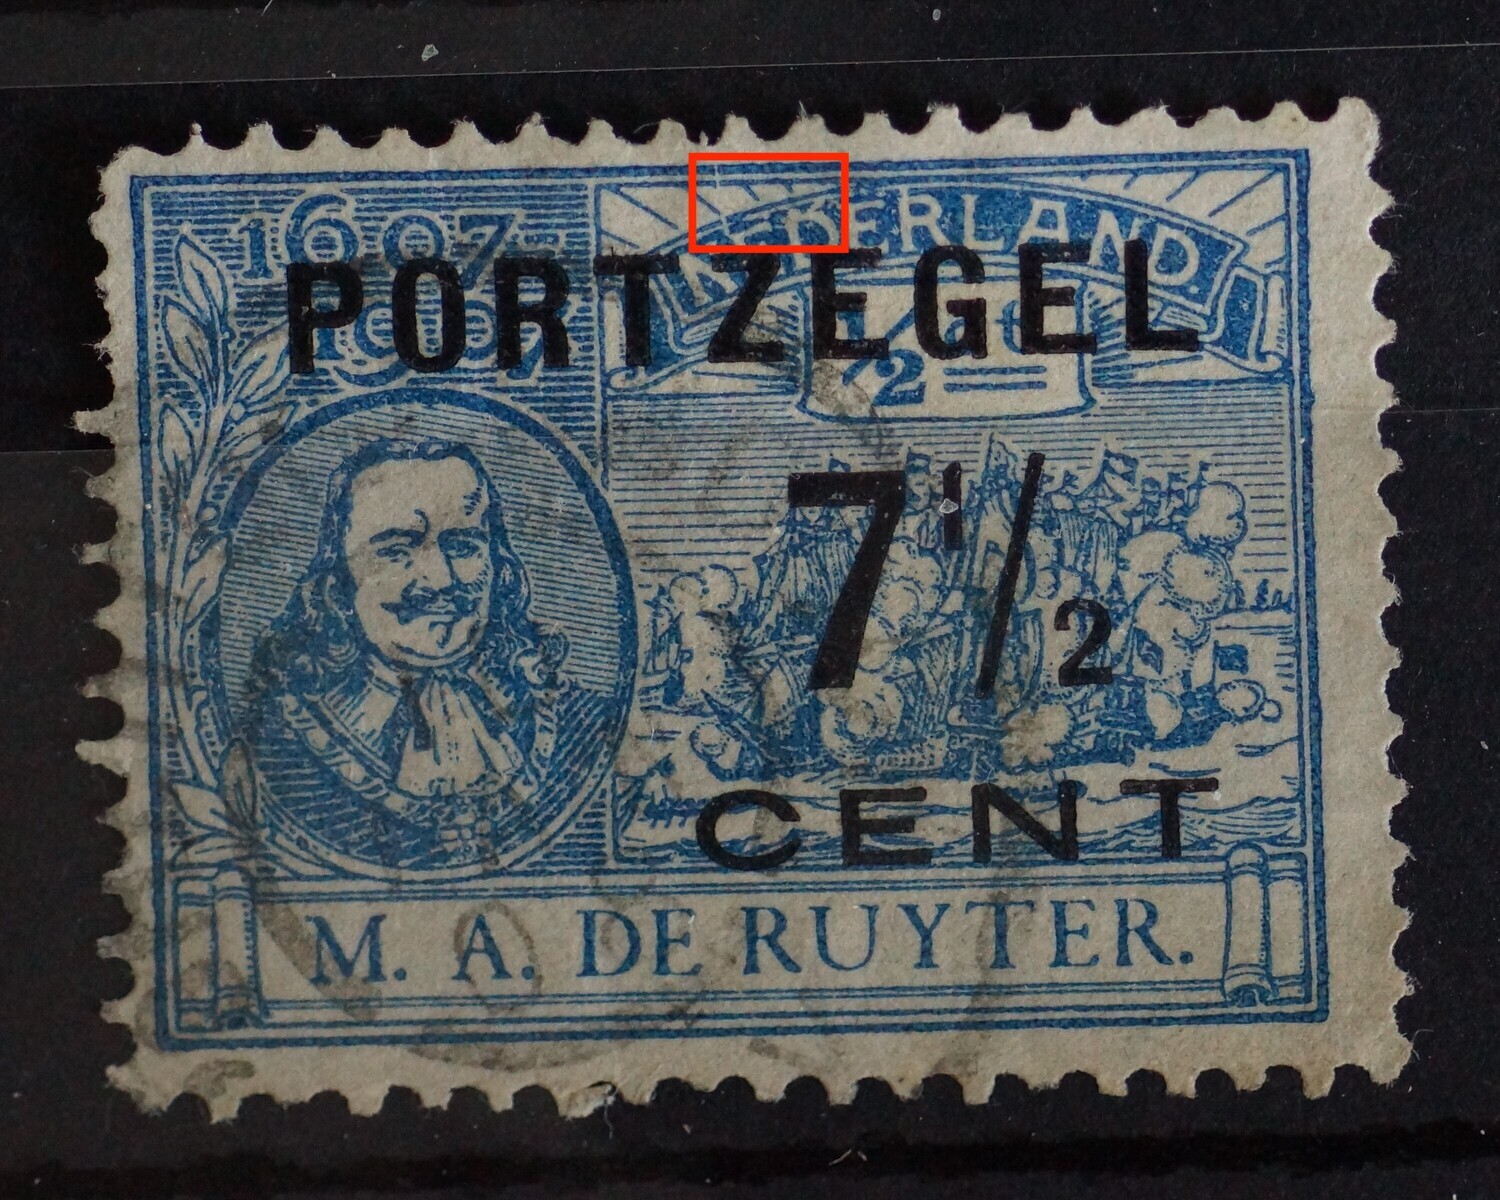 1607
NEDERLAND.
PORTZEGEL
1907
1/2
7 1/2
CENT
M. A. DE RUYTER.